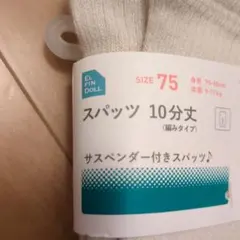 EL
FIN
DOLL
SIZE 75
スパッツ 10分丈
(編みタイプ)
サスペンダー付きスパッツ♪